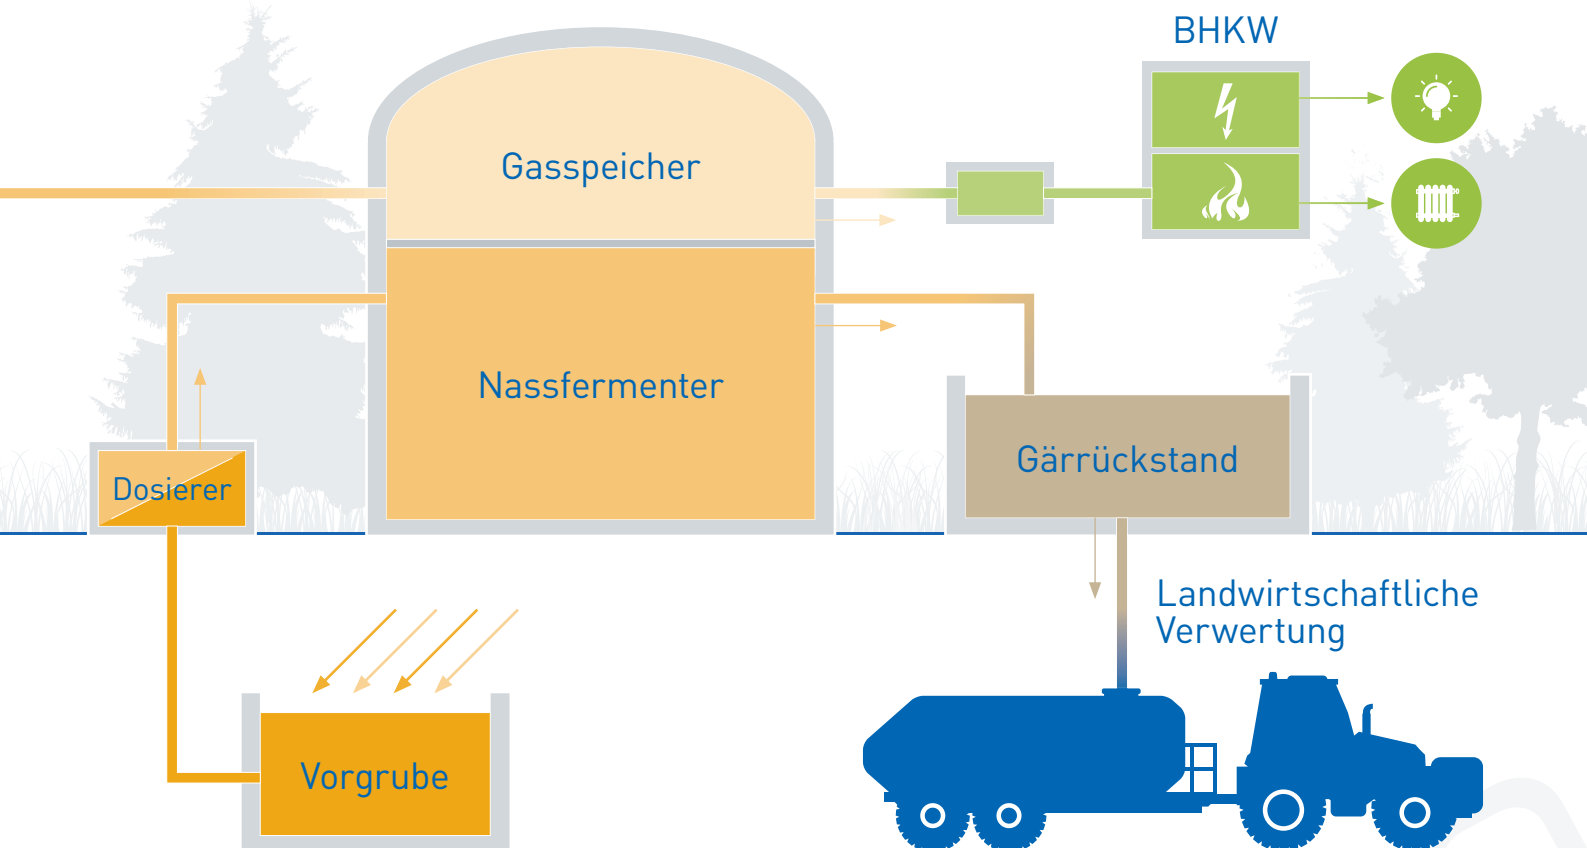 BHKW
Gasspeicher
Nassfermenter
Gärrückstand
Dosierer
Landwirtschaftliche
Verwertung
Vorgrube